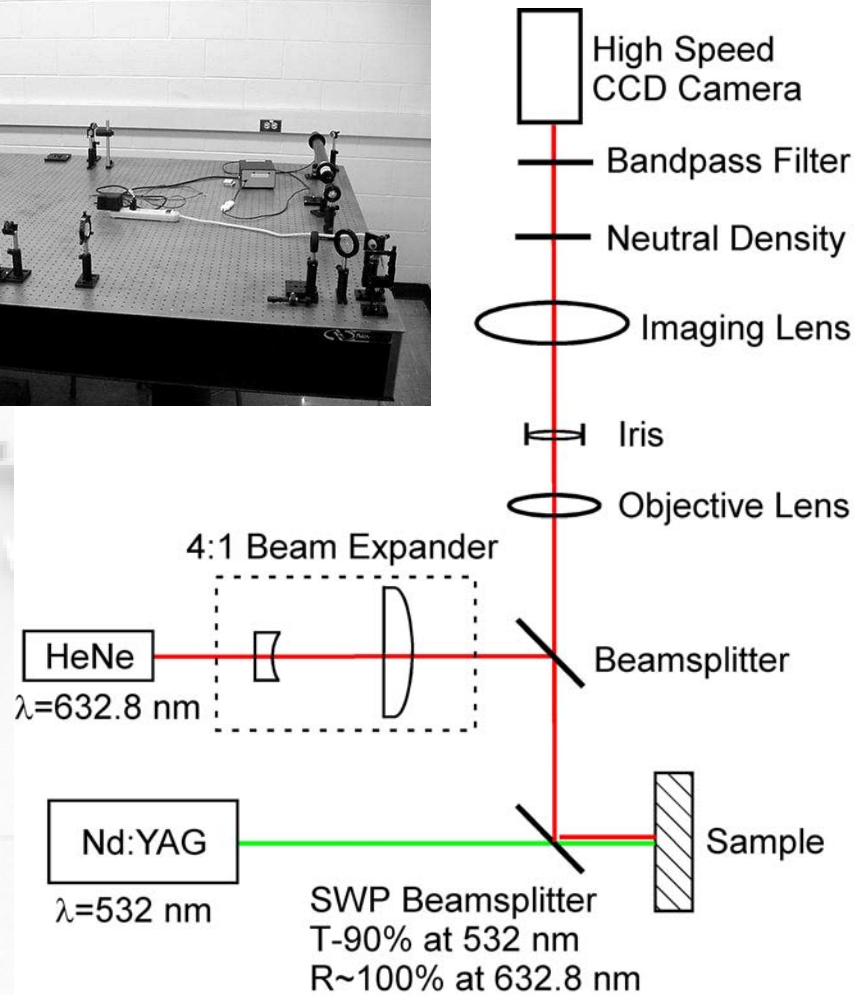 High Speed
CCD Camera
Bandpass Filter
Neutral Density
Imaging Lens
Iris
Objective Lens
4:1 Beam Expander
HeNe
λ=632.8 nm
Beamsplitter
Nd:YAG
λ=532 nm
Sample
SWP Beamsplitter
T-90% at 532 nm
R~100% at 632.8 nm